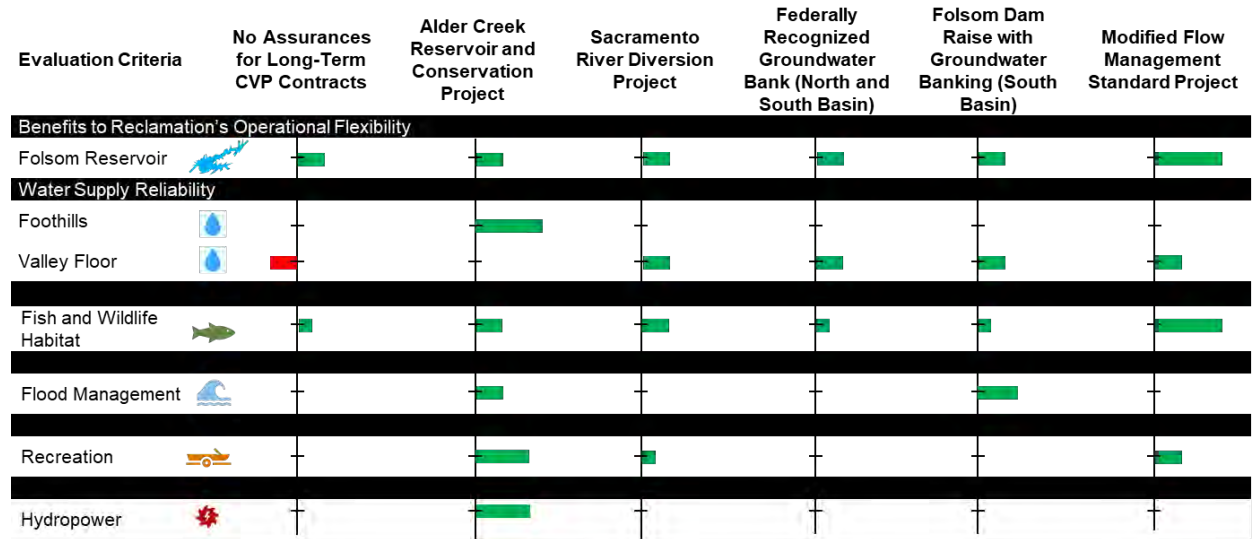 Evaluation Criteria
No Assurances
for Long-Term
CVP Contracts
Alder Creek
Reservoir and
Conservation
Project
Sacramento
River Diversion
Project
Federally
Recognized
Groundwater
Bank (North and
South Basin)
Folsom Dam
Raise with
Groundwater
Banking (South
Basin)
Modified Flow
Management
Standard Project
Benefits to Reclamation's Operational Flexibility
Folsom Reservoir
Water Supply Reliability
Foothills
Valley Floor
Fish and Wildlife
Habitat
Flood Management
Recreation
Hydropower